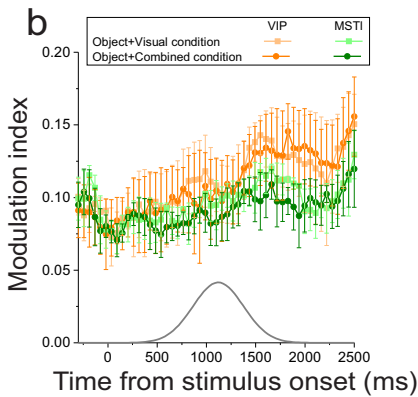 b
VIP MSTl
Object+Visual condition
Object+Combined condition
0.20
0.15
0.10
0.05
0.00
Modulation index
0 500 1000 1500 2000 2500
Time from stimulus onset (ms)